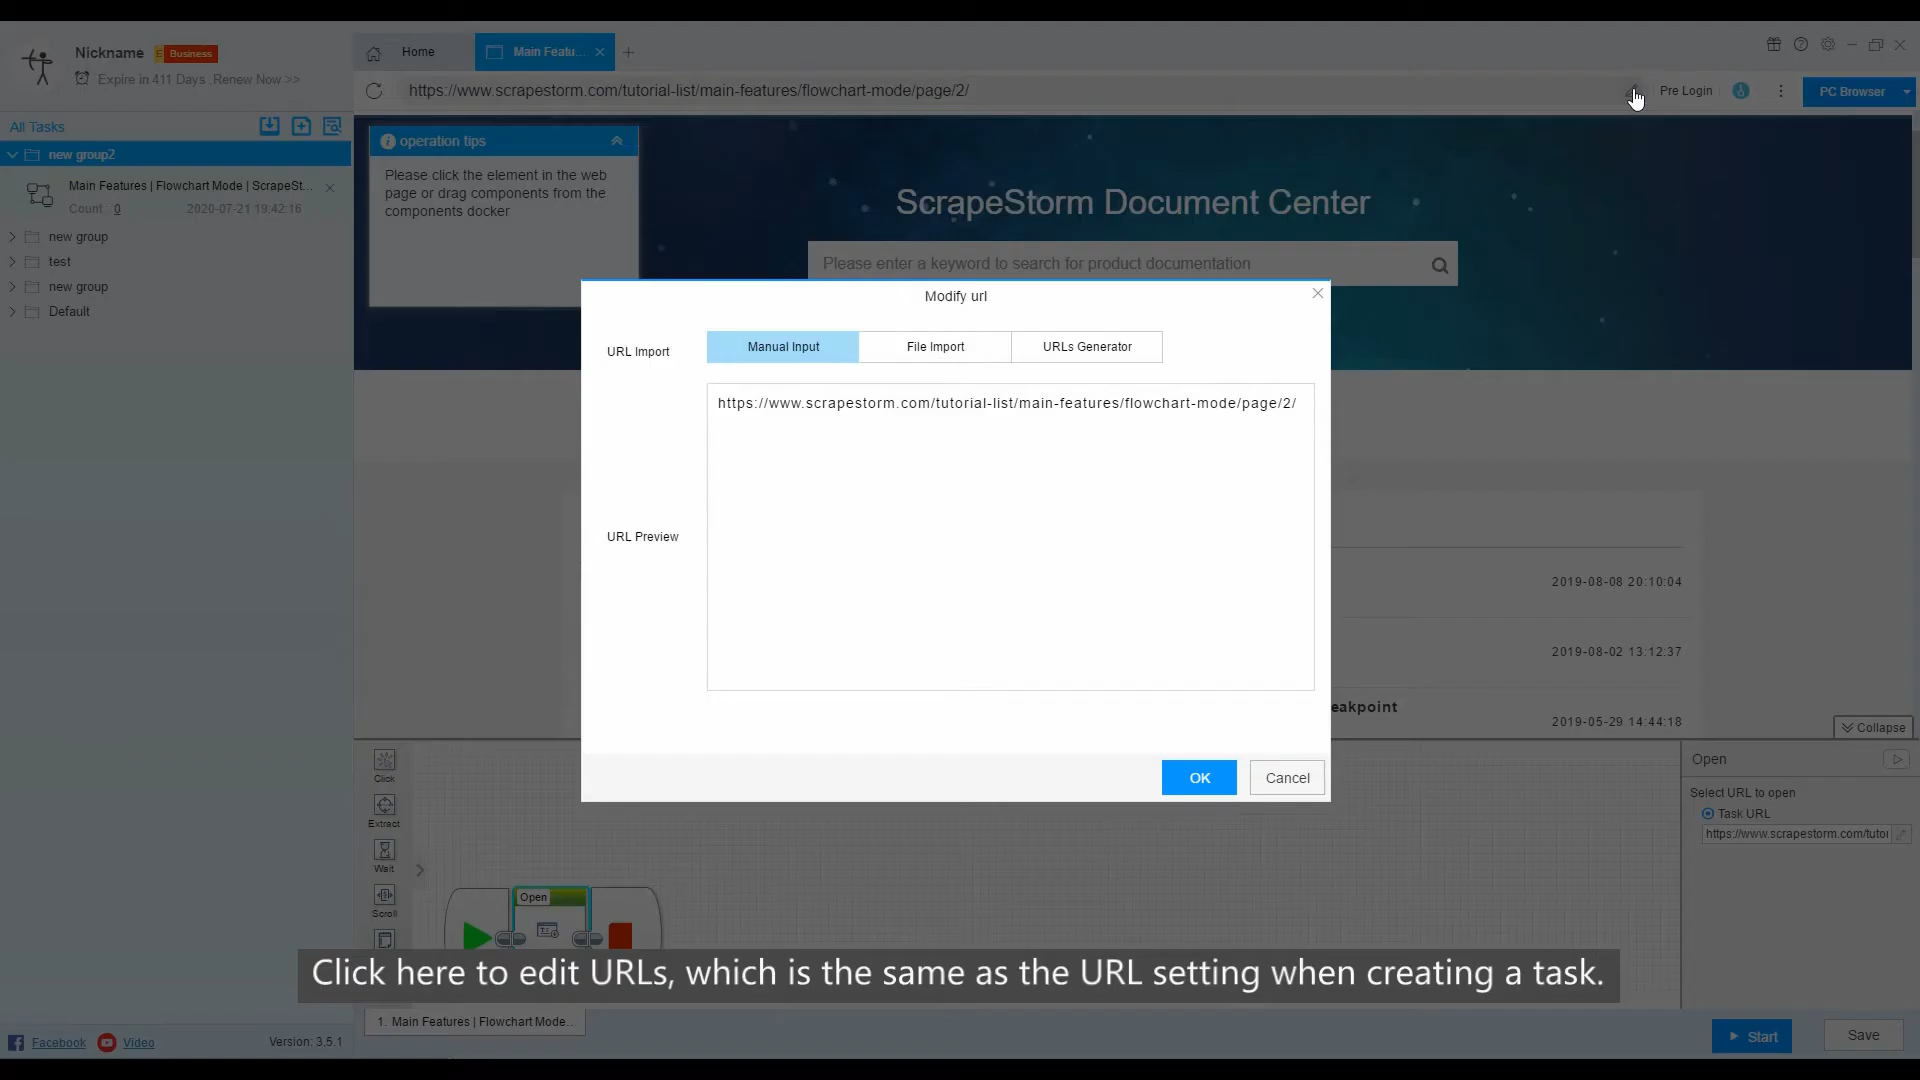 Nickname
E Business
Expire in 411 Days ,Renew Now >>
Home
Main Featu...
https://www.scrapestorm.com/tutorial-list/main-features/flowchart-mode/page/2/
Pre Login
PC Browser
All Tasks
new group2
Main Features | Flowchart Mode | ScrapeSt...
Count : 0 2020-07-21 19:42:16
new group
test
new group
Default
operation tips
Please click the element in the web
page or drag components from the
components docker
ScrapeStorm Document Center
Please enter a keyword to search for product documentation
Modify url
URL Import
Manual Input
File Import
URLs Generator
https://www.scrapestorm.com/tutorial-list/main-features/flowchart-mode/page/2/
URL Preview
OK
Cancel
2019-08-08 20:10:04
2019-08-02 13:12:37
eakpoint
2019-05-29 14:44:18
Collapse
Click
Extract
Wait
Scroll
Open
Open
Select URL to open
Task URL
https://www.scrapestorm.com/tutor
Click here to edit URLs, which is the same as the URL setting when creating a task.
1. Main Features | Flowchart Mode...
Facebook
Video
Version: 3.5.1
Start
Save